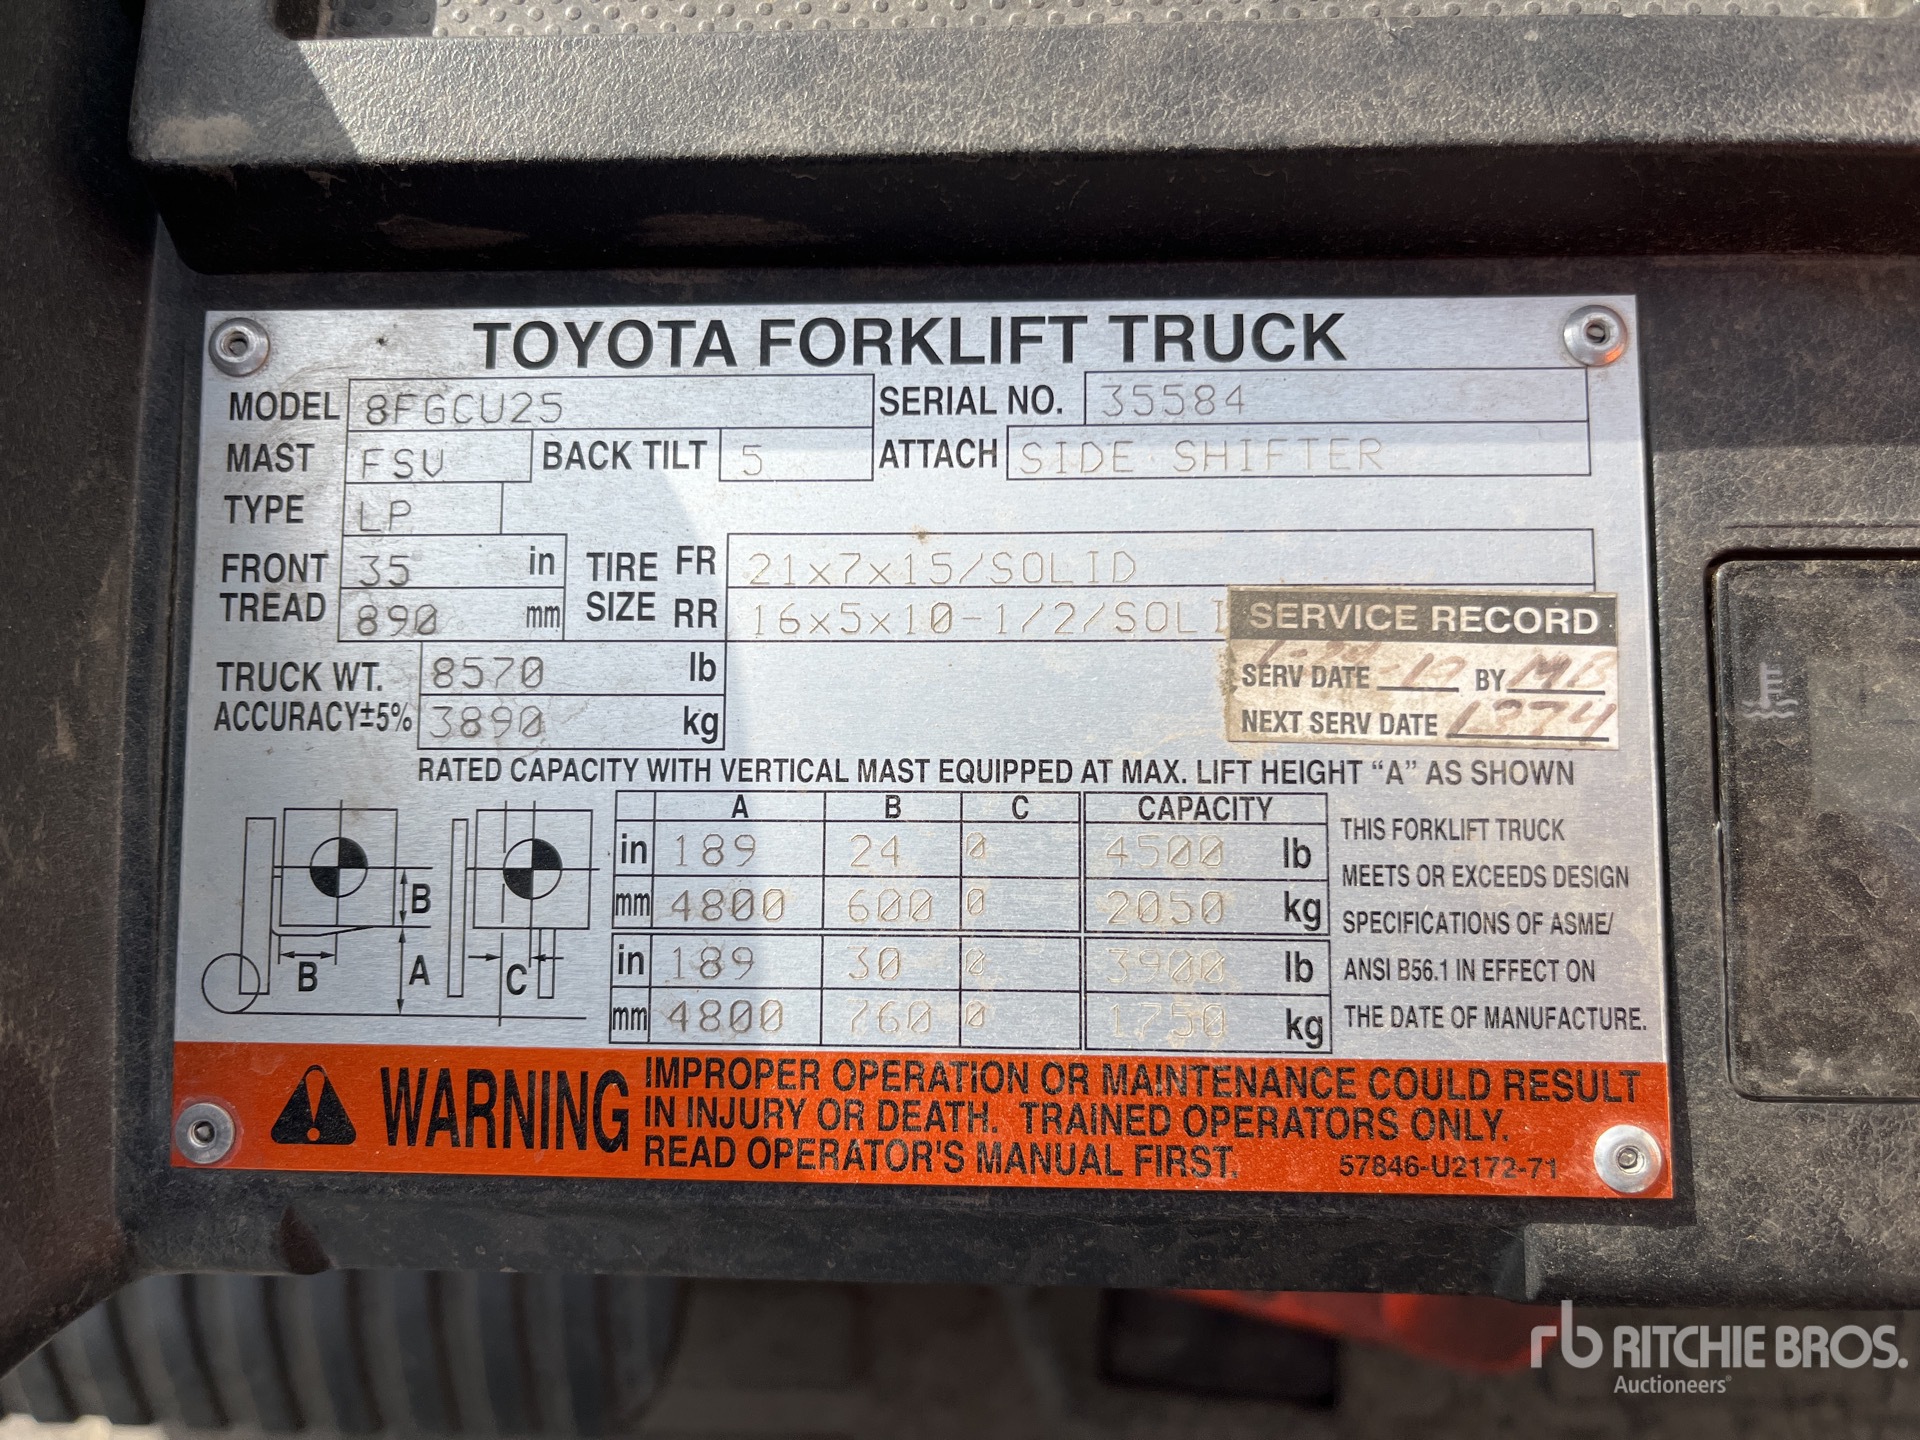 TOYOTA FORKLIFT TRUCK
MODEL 8FGCU25 SERIAL NO. 35584
MAST FSV BACK TILT 5 ATTACH SIDE SHIFTER
TYPE LP
FRONT TREAD 35 in
890 mm
TIRE SIZE FR 21x7x15/SOLID
RR 16x5x10-1/2/SOLI
TRUCK WT. 8570 lb
ACCURACY±5% 3890 kg
SERVICE RECORD
SERV DATE BY MB
NEXT SERV DATE
RATED CAPACITY WITH VERTICAL MAST EQUIPPED AT MAX. LIFT HEIGHT "A" AS SHOWN
A B C CAPACITY
in 189 24 0 4500 lb
mm 4800 600 0 2050 kg
in 189 30 0 3900 lb
mm 4800 760 0 1750 kg
B
B
A
C
THIS FORKLIFT TRUCK
MEETS OR EXCEEDS DESIGN
SPECIFICATIONS OF ASME/
ANSI B56.1 IN EFFECT ON
THE DATE OF MANUFACTURE.
WARNING
IMPROPER OPERATION OR MAINTENANCE COULD RESULT
IN INJURY OR DEATH. TRAINED OPERATORS ONLY.
READ OPERATOR'S MANUAL FIRST.
57846-U2172-71
rb RITCHIE BROS.
Auctioneers